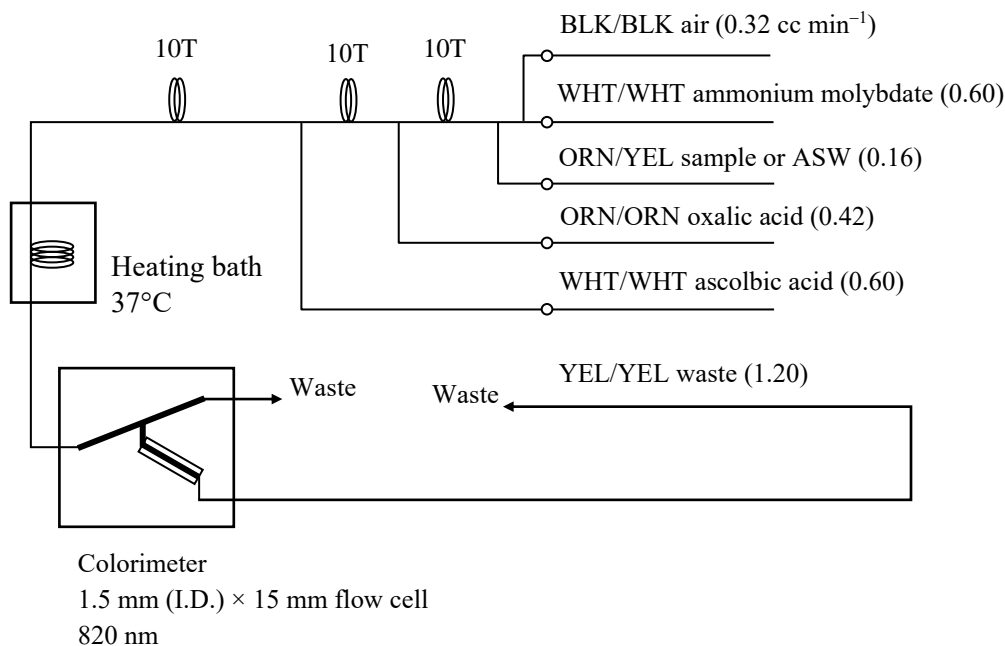 BLK/BLK air (0.32 cc min⁻¹)
10T
10T
10T
WHT/WHT ammonium molybdate (0.60)
ORN/YEL sample or ASW (0.16)
ORN/ORN oxalic acid (0.42)
Heating bath
37°C
WHT/WHT ascolbic acid (0.60)
YEL/YEL waste (1.20)
Waste
Waste
Colorimeter
1.5 mm (I.D.) × 15 mm flow cell
820 nm